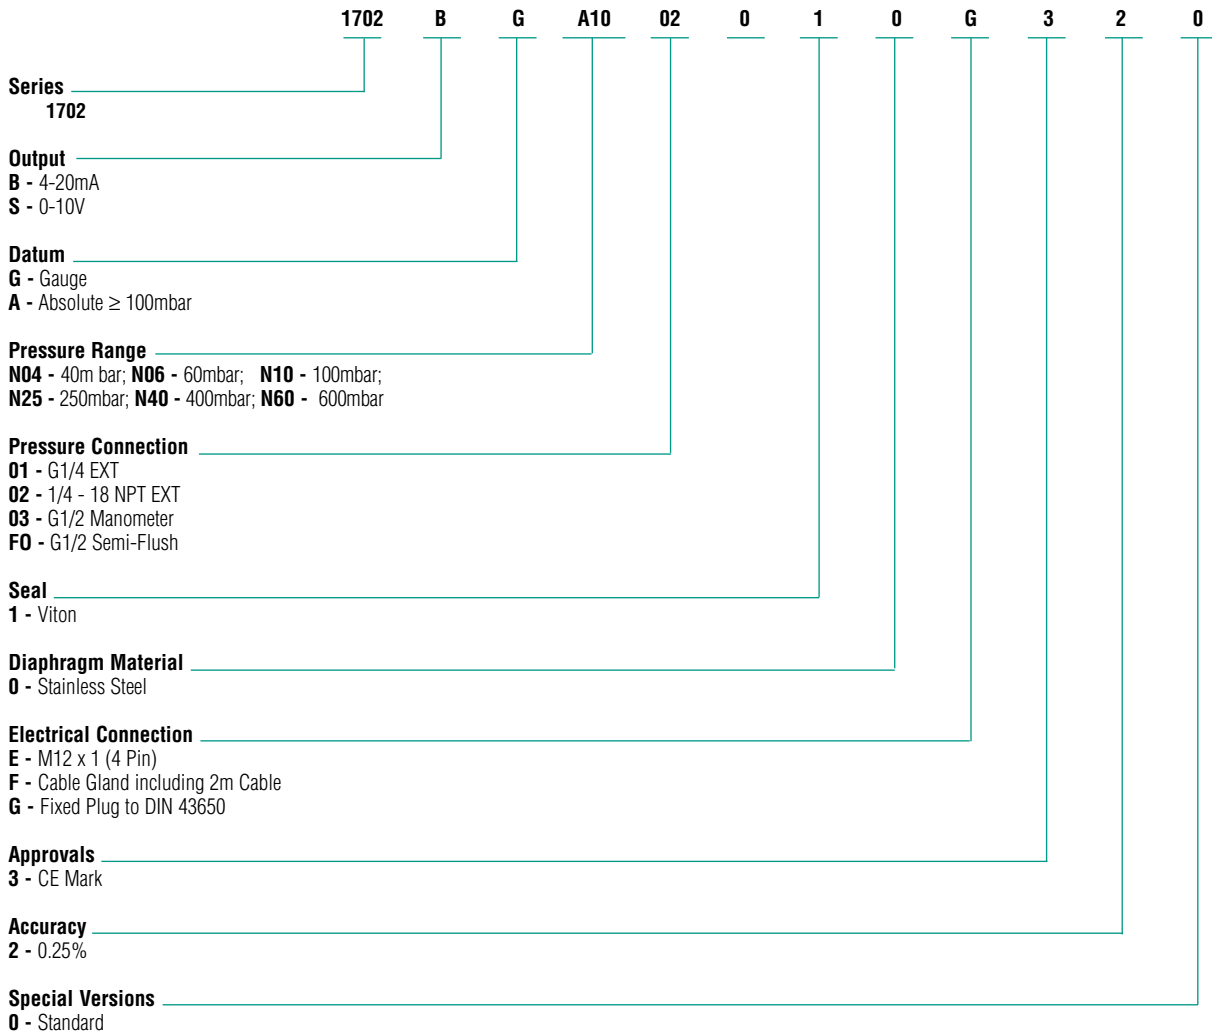 1702 B G A10 02 0 1 0 G 3 2 0
Series
1702
Output
B - 4-20mA
S - 0-10V
Datum
G - Gauge
A - Absolute ≥ 100mbar
Pressure Range
N04 - 40m bar; N06 - 60mbar; N10 - 100mbar;
N25 - 250mbar; N40 - 400mbar; N60 - 600mbar
Pressure Connection
01 - G1/4 EXT
02 - 1/4 - 18 NPT EXT
03 - G1/2 Manometer
F0 - G1/2 Semi-Flush
Seal
1 - Viton
Diaphragm Material
0 - Stainless Steel
Electrical Connection
E - M12 x 1 (4 Pin)
F - Cable Gland including 2m Cable
G - Fixed Plug to DIN 43650
Approvals
3 - CE Mark
Accuracy
2 - 0.25%
Special Versions
0 - Standard